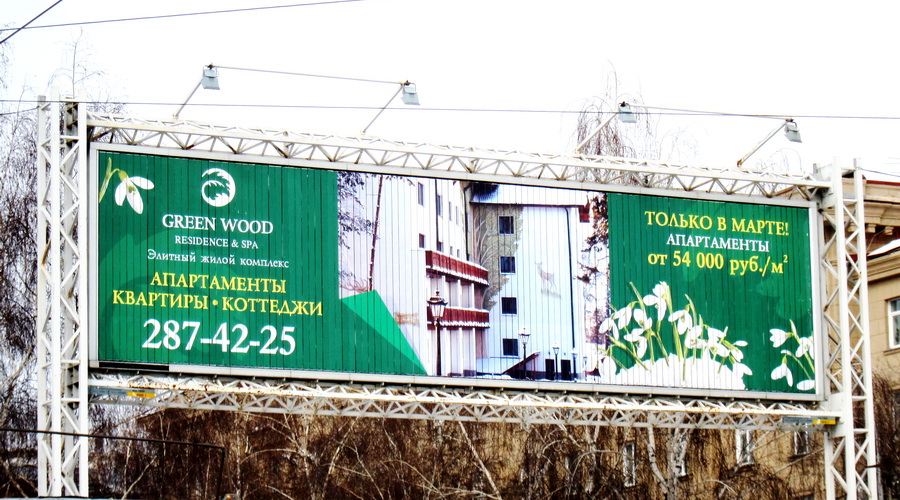 GREEN WOOD
RESIDENCE & SPA
Элитный жилой комплекс
АПАРТАМЕНТЫ
КВАРТИРЫ • КОТТЕДЖИ
287-42-25
ТОЛЬКО В МАРТЕ!
АПАРТАМЕНТЫ
от 54 000 руб./м²